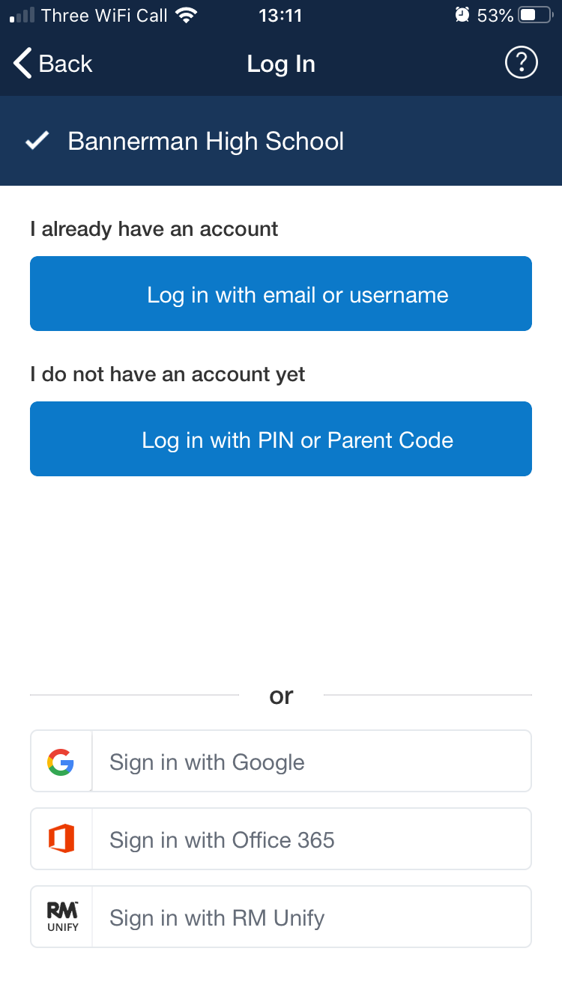 Three WiFi Call 13:11 53%
Back Log In ?
Bannerman High School
I already have an account
Log in with email or username
I do not have an account yet
Log in with PIN or Parent Code
or
Sign in with Google
Sign in with Office 365
RM
UNIFY
Sign in with RM Unify